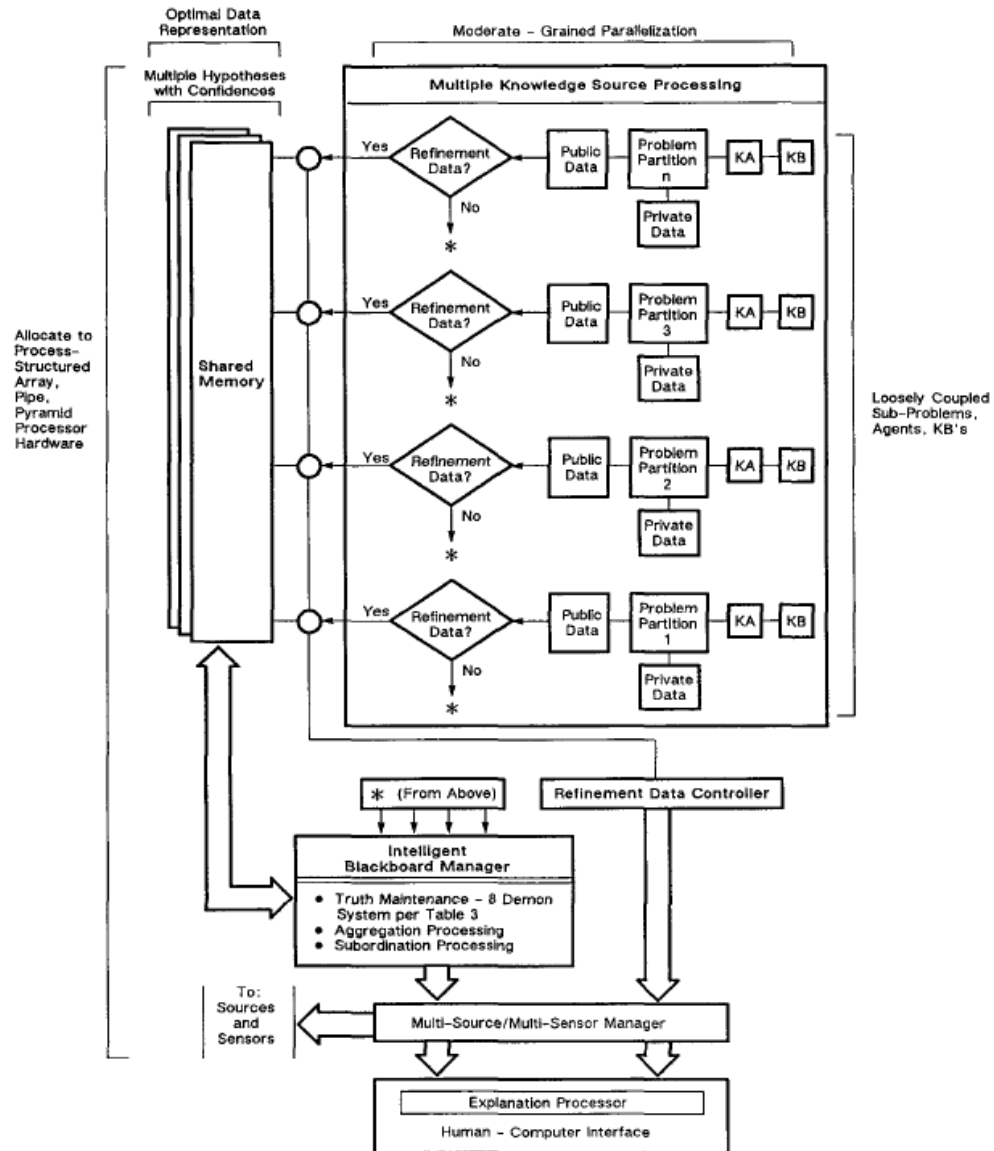 Optimal Data
Representation
Moderate - Grained Parallelization
Multiple Hypotheses
with Confidences
Multiple Knowledge Source Processing
Yes
Refinement
Data?
Public
Data
Problem
Partition
n
KA
KB
No
*
Private
Data
Yes
Refinement
Data?
Public
Data
Problem
Partition
3
KA
KB
No
*
Private
Data
Allocate to
Process-
Structured
Array,
Pipe,
Pyramid
Processor
Hardware
Shared
Memory
Loosely Coupled
Sub-Problems,
Agents, KB's
Yes
Refinement
Data?
Public
Data
Problem
Partition
2
KA
KB
No
*
Private
Data
Yes
Refinement
Data?
Public
Data
Problem
Partition
1
KA
KB
No
*
Private
Data
* (From Above)
Refinement Data Controller
Intelligent
Blackboard Manager
• Truth Maintenance - 8 Demon
System per Table 3
• Aggregation Processing
• Subordination Processing
To:
Sources
and
Sensors
Multi-Source/Multi-Sensor Manager
Explanation Processor
Human - Computer Interface